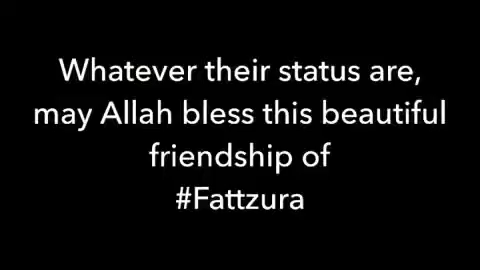 Whatever their status are,
may Allah bless this beautiful
friendship of
#Fattzura